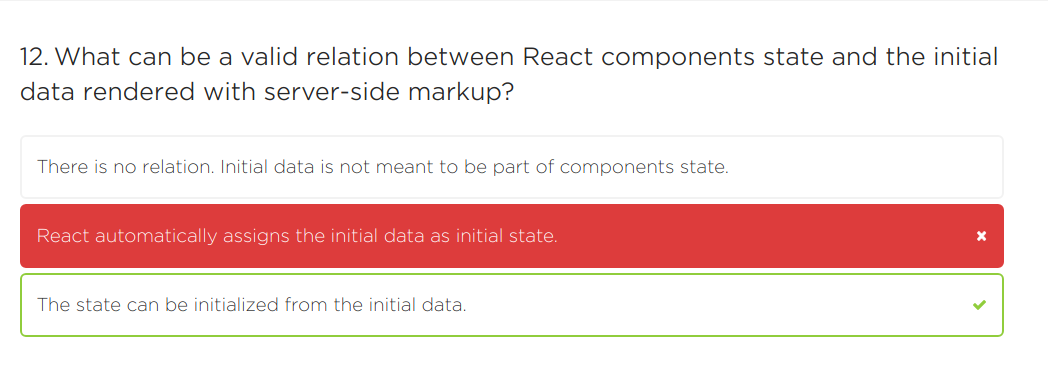 12. What can be a valid relation between React components state and the initial
data rendered with server-side markup?
There is no relation. Initial data is not meant to be part of components state.
React automatically assigns the initial data as initial state.
The state can be initialized from the initial data.